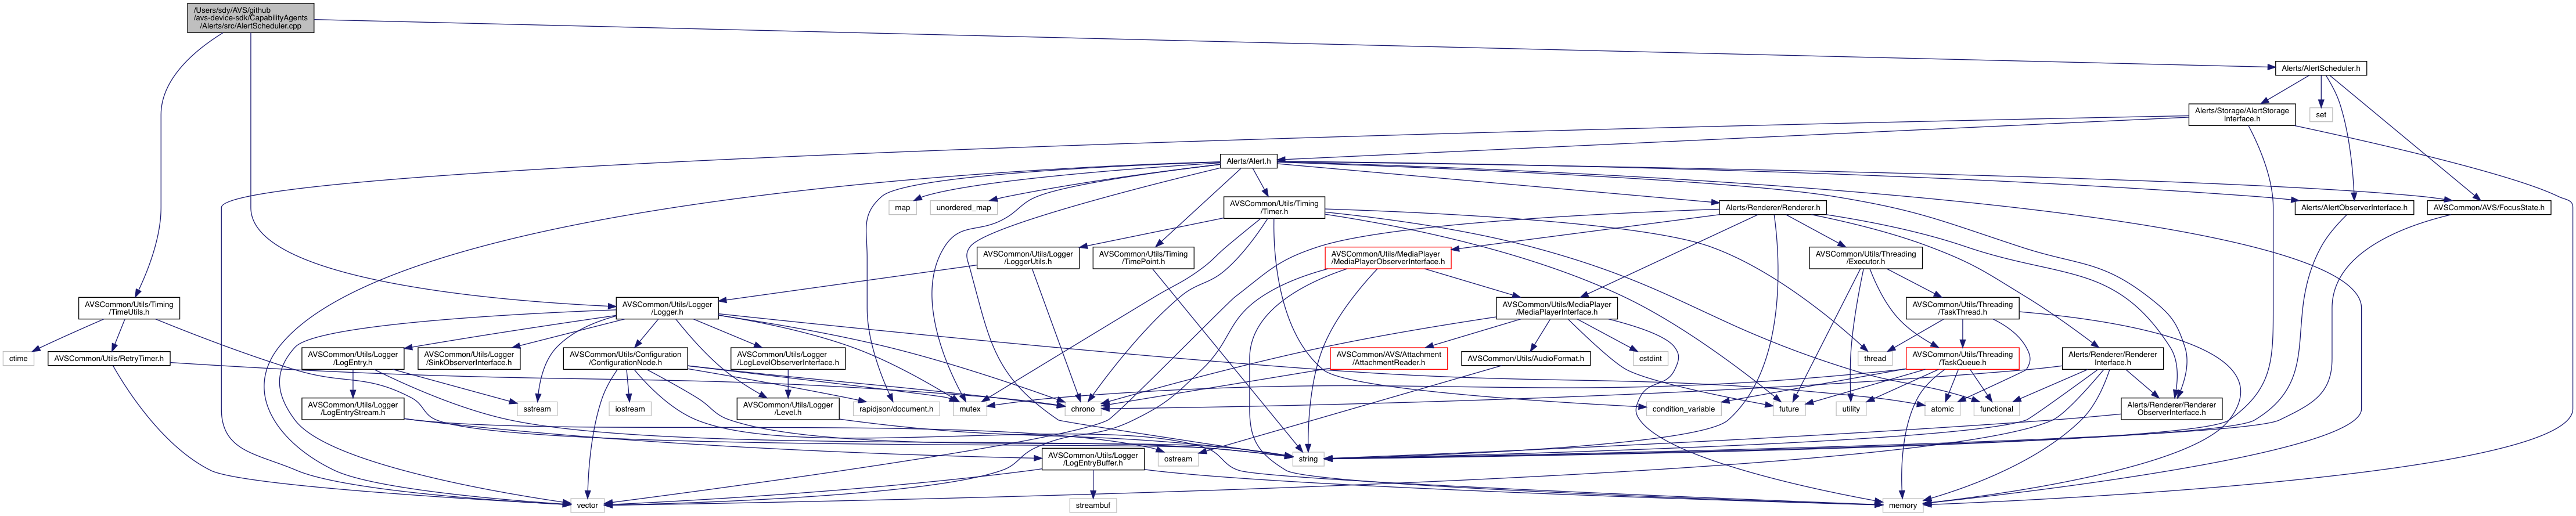 /Users/sdy/AVS/github
/avs-device-sdk/CapabilityAgents
/Alerts/src/AlertScheduler.cpp
Alerts/AlertScheduler.h
Alerts/Storage/AlertStorage
Interface.h
set
Alerts/Alert.h
map
unordered_map
AVSCommon/Utils/Timing
/Timer.h
Alerts/Renderer/Renderer.h
Alerts/AlertObserverInterface.h
AVSCommon/AVS/FocusState.h
AVSCommon/Utils/Logger
/LoggerUtils.h
AVSCommon/Utils/Timing
/TimePoint.h
AVSCommon/Utils/MediaPlayer
/MediaPlayerObserverInterface.h
AVSCommon/Utils/Threading
/Executor.h
AVSCommon/Utils/Timing
/TimeUtils.h
AVSCommon/Utils/Logger
/Logger.h
AVSCommon/Utils/MediaPlayer
/MediaPlayerInterface.h
AVSCommon/Utils/Threading
/TaskThread.h
ctime
AVSCommon/Utils/RetryTimer.h
AVSCommon/Utils/Logger
/LogEntry.h
AVSCommon/Utils/Logger
/SinkObserverInterface.h
AVSCommon/Utils/Configuration
/ConfigurationNode.h
AVSCommon/Utils/Logger
/LogLevelObserverInterface.h
AVSCommon/AVS/Attachment
/AttachmentReader.h
AVSCommon/Utils/AudioFormat.h
cstdint
thread
AVSCommon/Utils/Threading
/TaskQueue.h
Alerts/Renderer/Renderer
Interface.h
AVSCommon/Utils/Logger
/LogEntryStream.h
sstream
iostream
AVSCommon/Utils/Logger
/Level.h
rapidjson/document.h
mutex
chrono
condition_variable
future
utility
atomic
functional
Alerts/Renderer/Renderer
ObserverInterface.h
AVSCommon/Utils/Logger
/LogEntryBuffer.h
ostream
string
vector
streambuf
memory